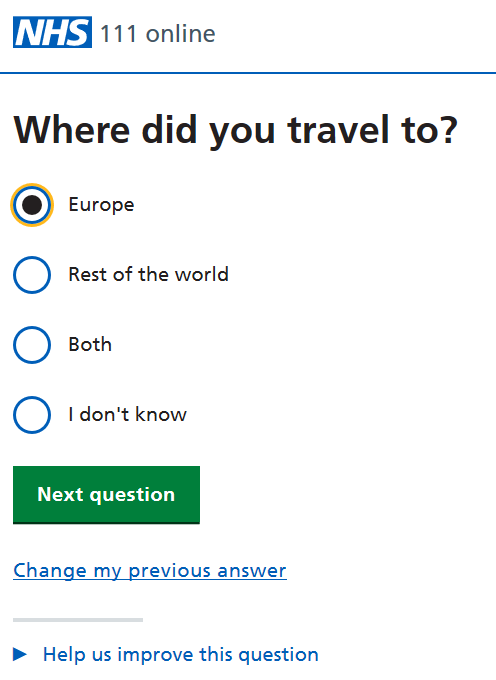 NHS 111 online
Where did you travel to?
Europe
Rest of the world
Both
I don't know
Next question
Change my previous answer
Help us improve this question